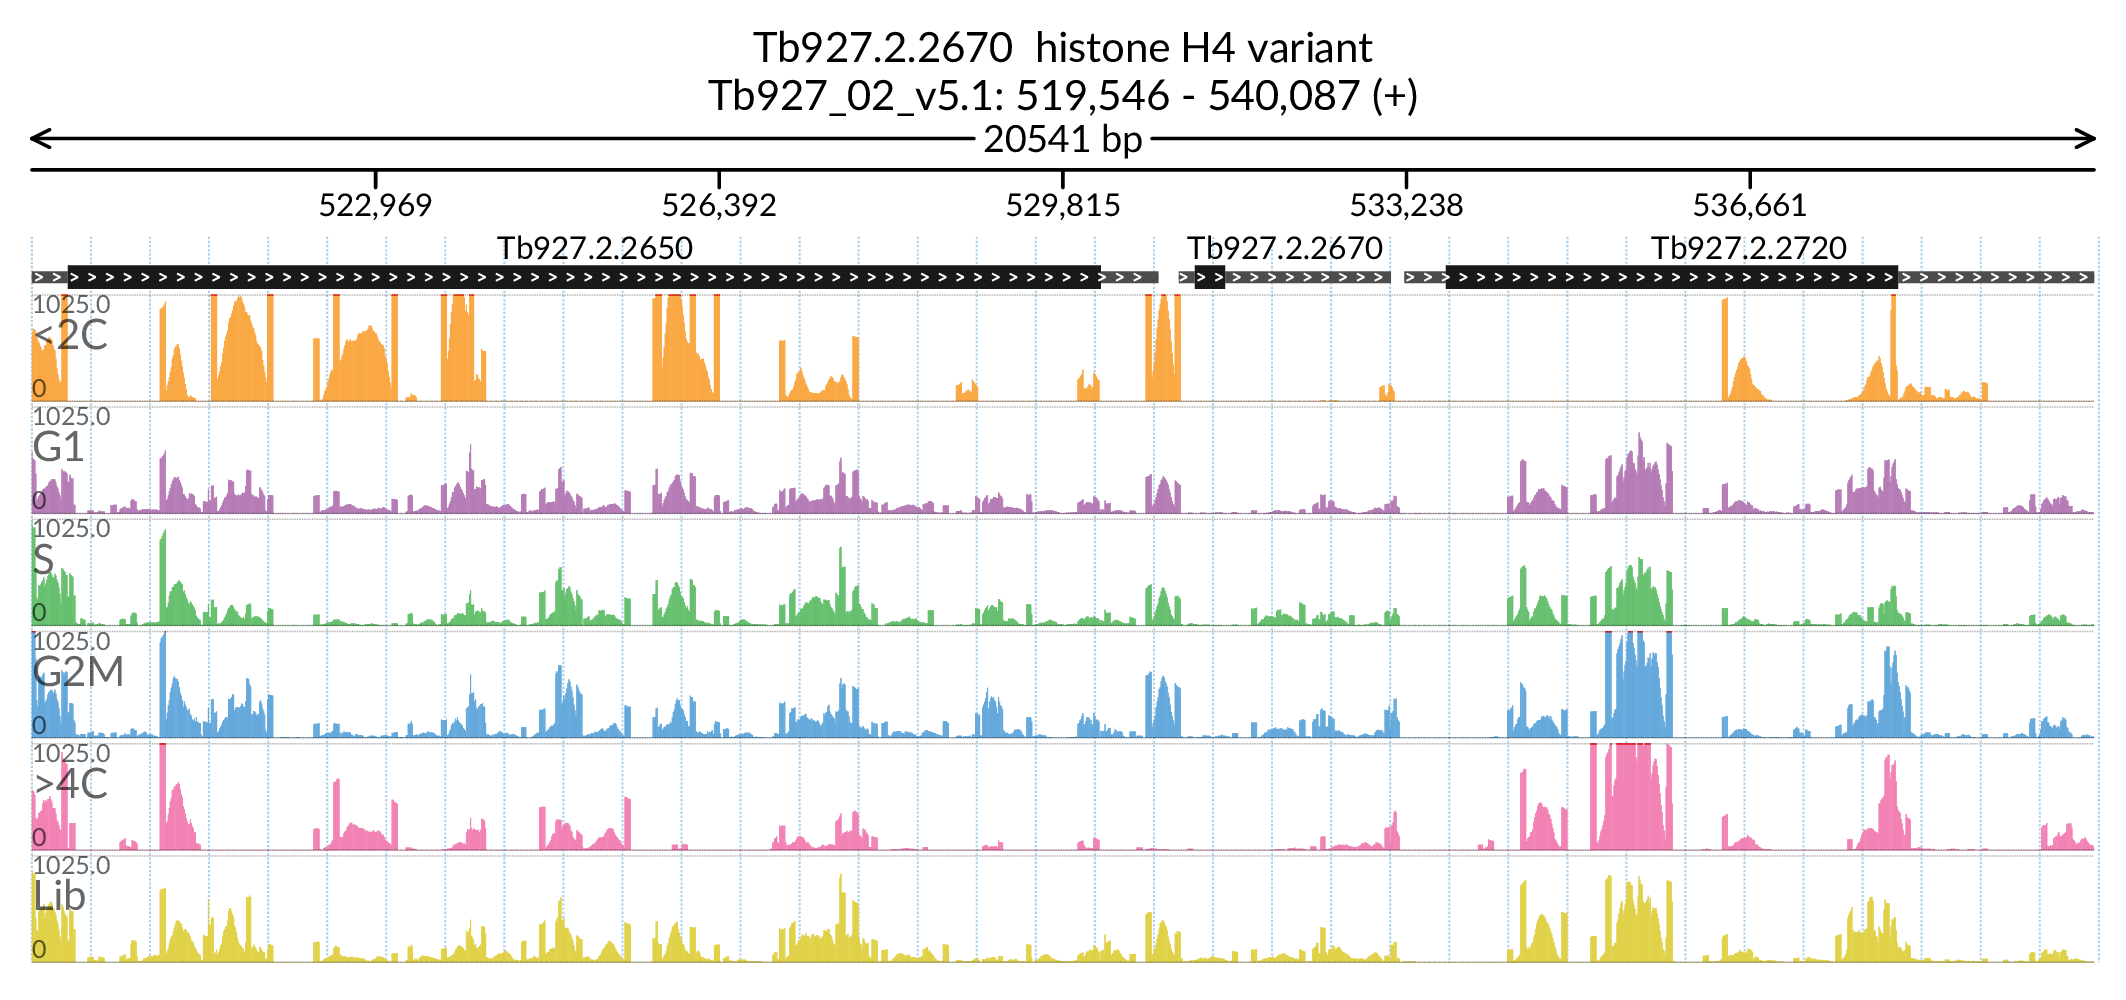 Tb927.2.2670 histone H4 variant
Tb927_02_v5.1: 519,546 - 540,087 (+)
20541 bp
522,969 526,392 529,815 533,238 536,661
Tb927.2.2650 Tb927.2.2670 Tb927.2.2720
1025.0
<2C
0
1025.0
G1
0
1025.0
S
0
1025.0
G2M
0
1025.0
>4C
0
1025.0
Lib
0